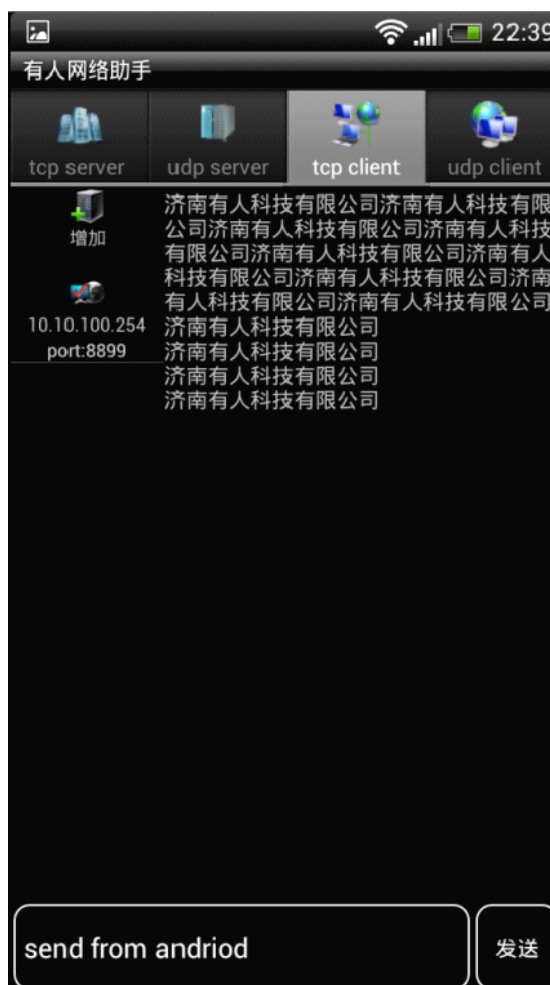 22:39
有人网络助手
tcp server
udp server
tcp client
udp client
增加
10.10.100.254
port:8899
济南有人科技有限公司济南有人科技有限
公司济南有人科技有限公司济南有人科技
有限公司济南有人科技有限公司济南有人
科技有限公司济南有人科技有限公司济南
有人科技有限公司济南有人科技有限公司
济南有人科技有限公司
济南有人科技有限公司
济南有人科技有限公司
济南有人科技有限公司
send from andriod
发送